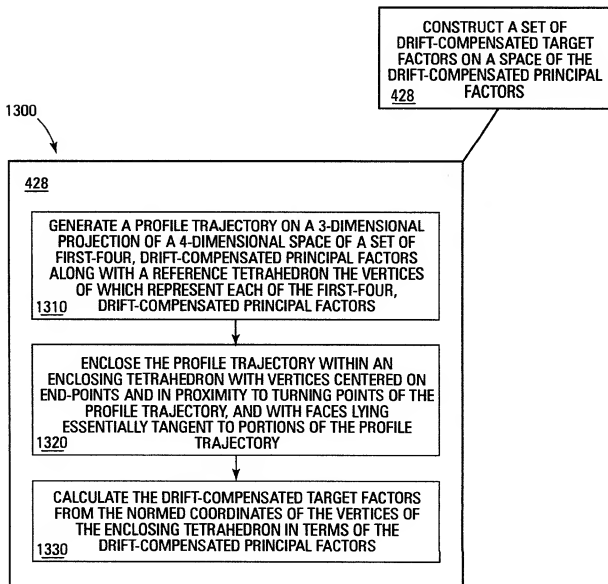 CONSTRUCT A SET OF
DRIFT-COMPENSATED TARGET
FACTORS ON A SPACE OF THE
DRIFT-COMPENSATED PRINCIPAL
FACTORS
428
1300
428
GENERATE A PROFILE TRAJECTORY ON A 3-DIMENSIONAL
PROJECTION OF A 4-DIMENSIONAL SPACE OF A SET OF
FIRST-FOUR, DRIFT-COMPENSATED PRINCIPAL FACTORS
ALONG WITH A REFERENCE TETRAHEDRON THE VERTICES
OF WHICH REPRESENT EACH OF THE FIRST-FOUR,
1310 DRIFT-COMPENSATED PRINCIPAL FACTORS
ENCLOSE THE PROFILE TRAJECTORY WITHIN AN
ENCLOSING TETRAHEDRON WITH VERTICES CENTERED ON
END-POINTS AND IN PROXIMITY TO TURNING POINTS OF THE
PROFILE TRAJECTORY, AND WITH FACES LYING
ESSENTIALLY TANGENT TO PORTIONS OF THE PROFILE
1320 TRAJECTORY
CALCULATE THE DRIFT-COMPENSATED TARGET FACTORS
FROM THE NORMED COORDINATES OF THE VERTICES
OF THE ENCLOSING TETRAHEDRON IN TERMS OF THE
1330 DRIFT-COMPENSATED PRINCIPAL FACTORS